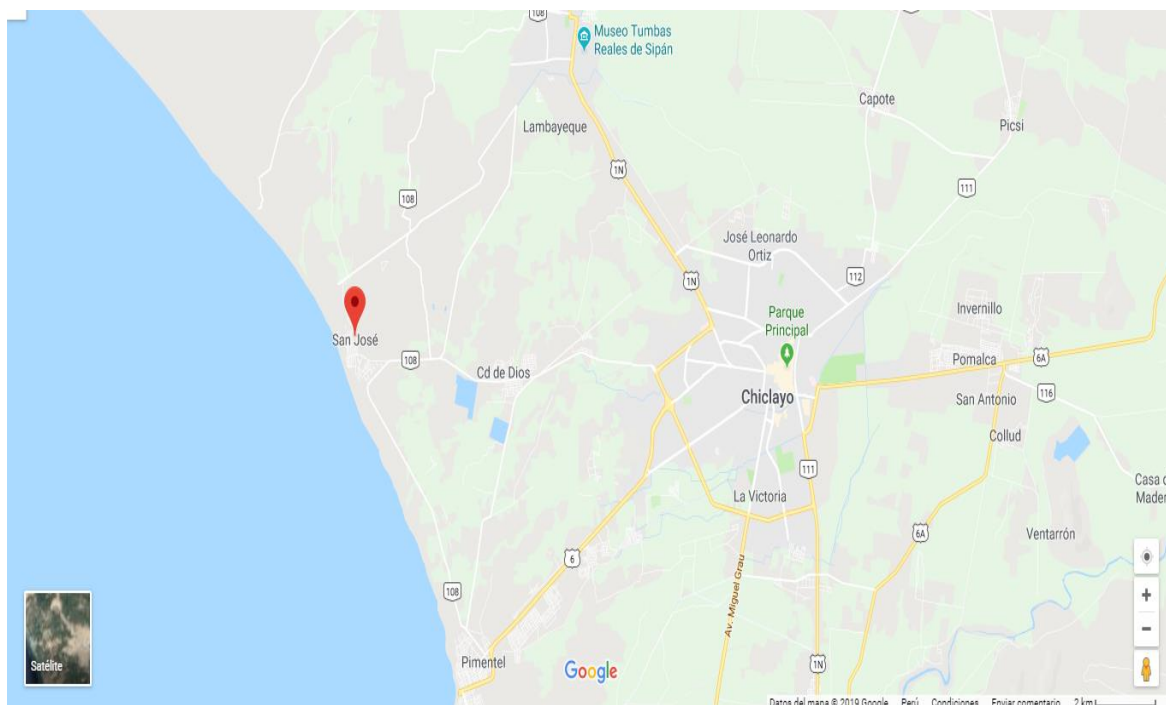 108
Museo Tumbas
Reales de Sipán
Lambayeque
Capote
Picsi
1N
111
108
José Leonardo
Ortiz
112
1N
Invernillo
Parque
Principal
San José
108
Cd de Dios
Pomalca
6A
Chiclayo
San Antonio
116
Collud
111
La Victoria
Casa d
Mader
6A
Ventarrón
6
108
Av. Miguel Grau
Satélite
Pimentel
Google
1N
Datos del mapa © 2019 Google Perú Condiciones Enviar comentario 2 km